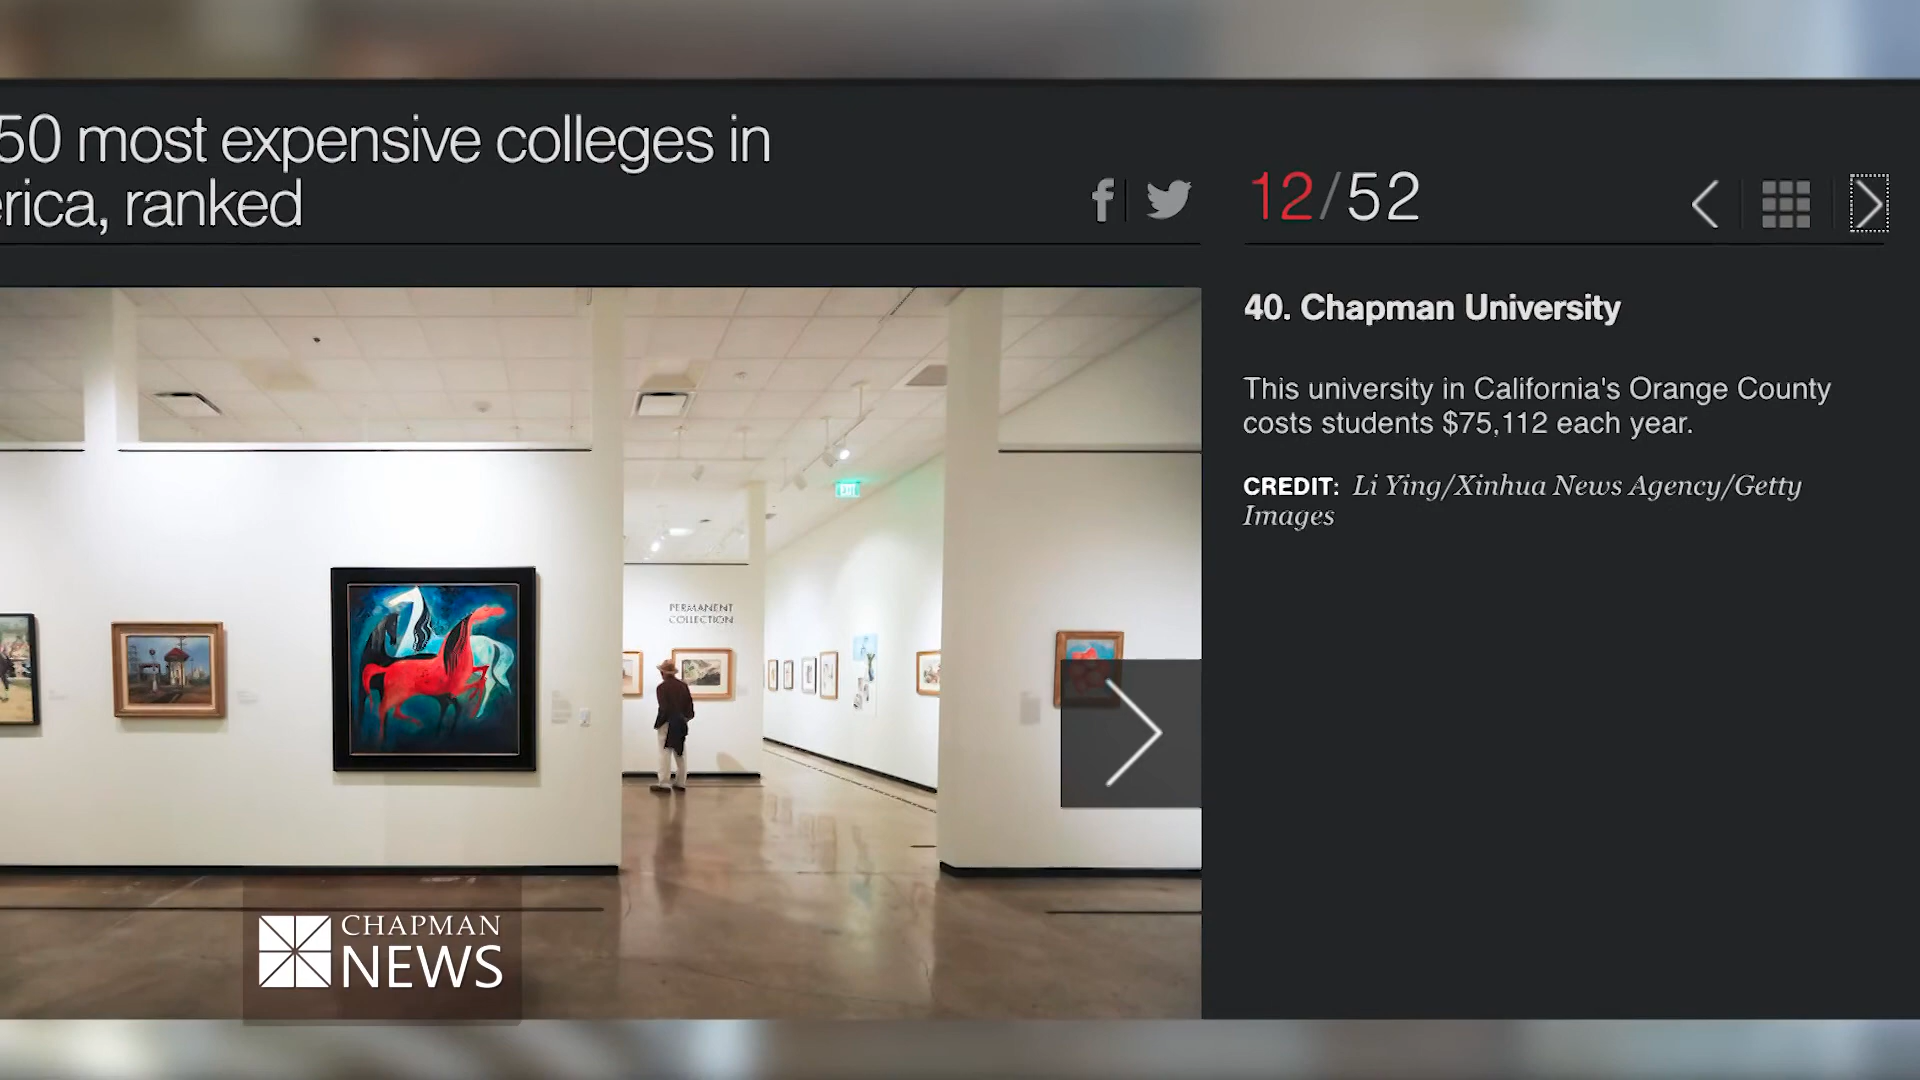 50 most expensive colleges in
erica, ranked
12/52
40. Chapman University
This university in California's Orange County
costs students $75,112 each year.
CREDIT: Li Ying/Xinhua News Agency/Getty
Images
EXIT
PERMANENT
COLLECTION
CHAPMAN
NEWS